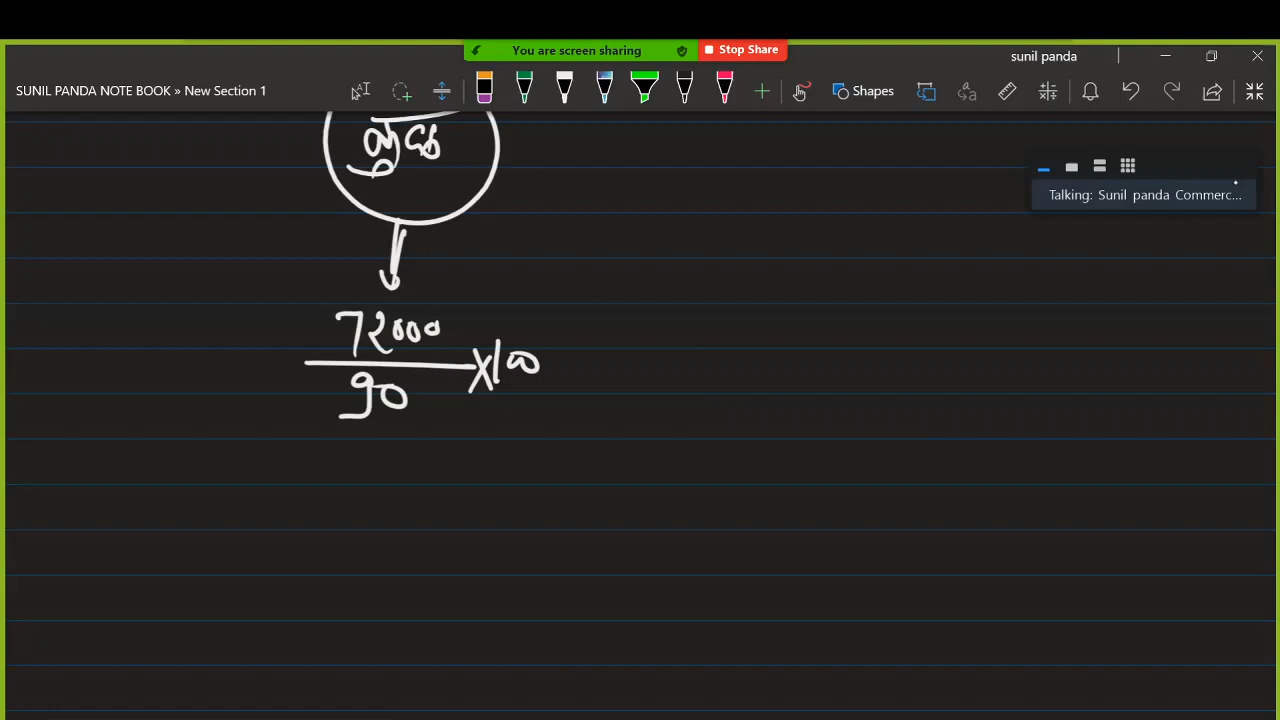 You are screen sharing Stop Share
sunil panda
SUNIL PANDA NOTE BOOK » New Section 1
Shapes
Talking: Sunil panda Commerc...
72000
90
X100